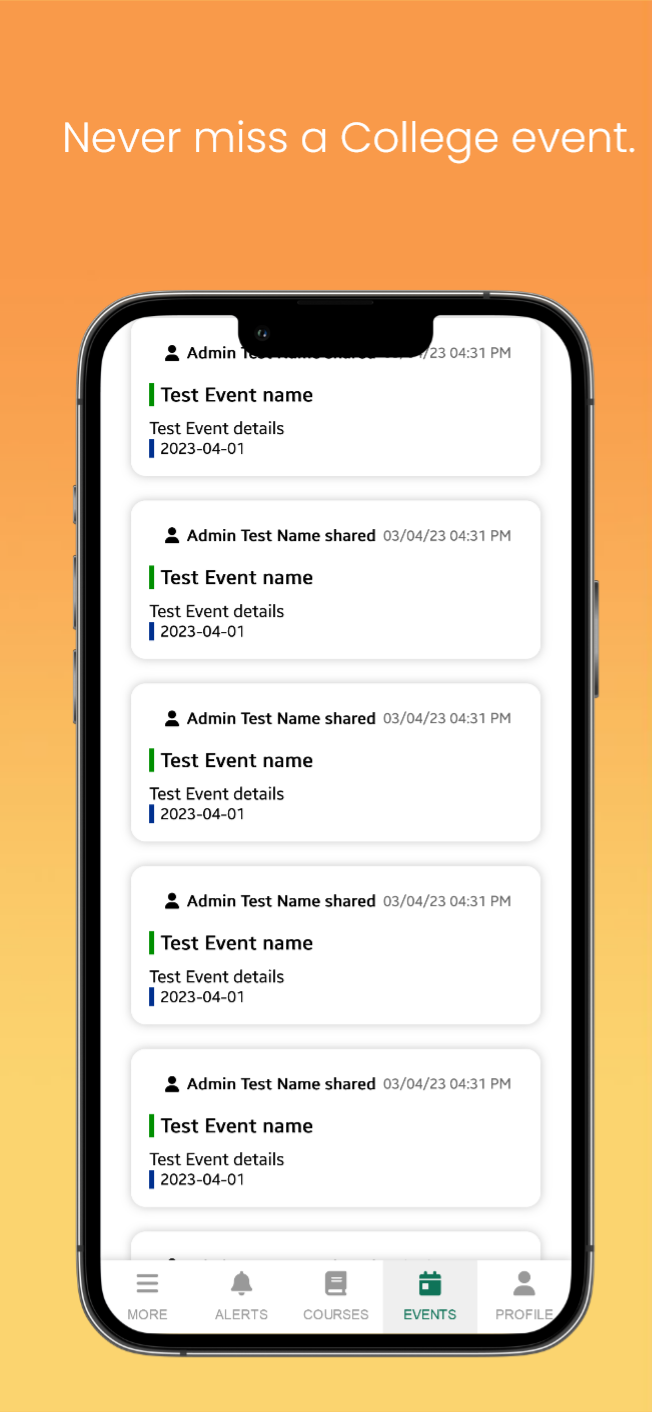 Never miss a College event.
Admin /23 04:31 PM
Test Event name
Test Event details
2023-04-01
Admin Test Name shared 03/04/23 04:31 PM
Test Event name
Test Event details
2023-04-01
Admin Test Name shared 03/04/23 04:31 PM
Test Event name
Test Event details
2023-04-01
Admin Test Name shared 03/04/23 04:31 PM
Test Event name
Test Event details
2023-04-01
Admin Test Name shared 03/04/23 04:31 PM
Test Event name
Test Event details
2023-04-01
MORE ALERTS COURSES EVENTS PROFILE